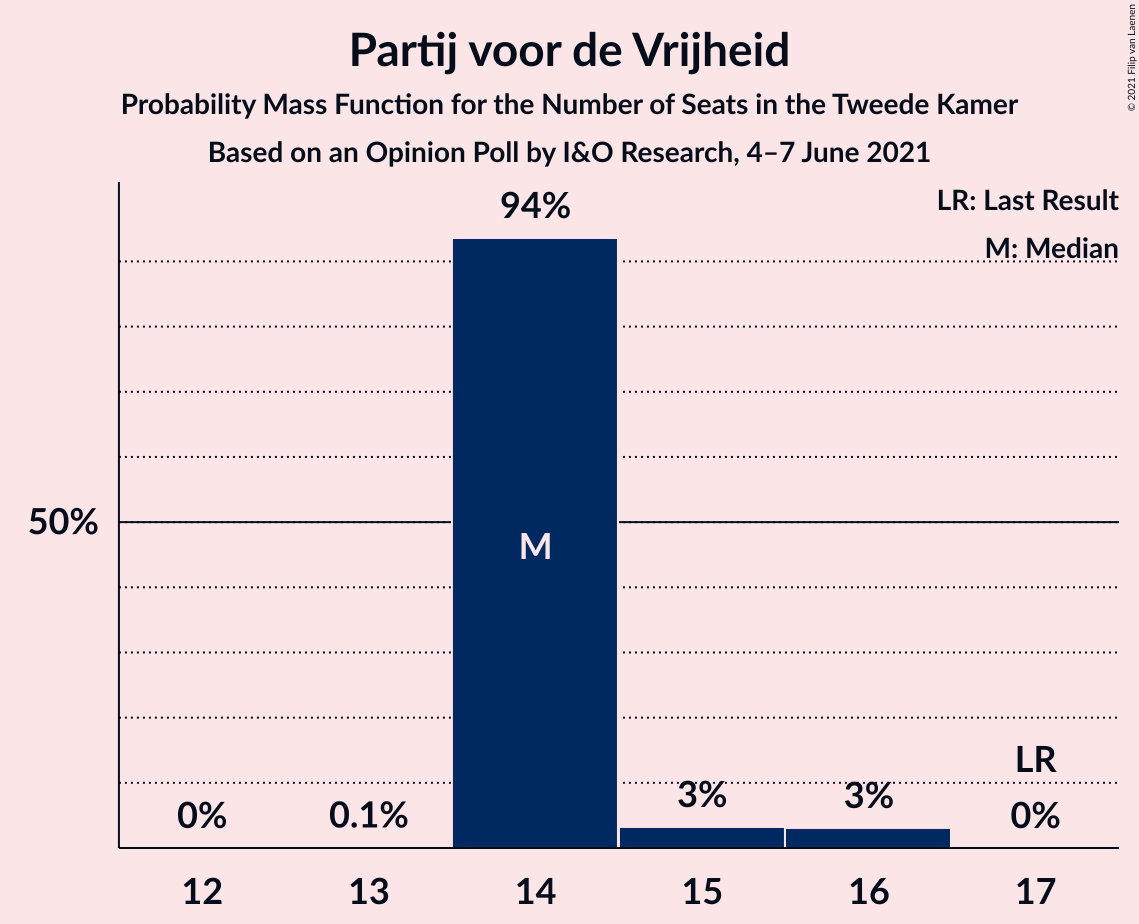 Partij voor de Vrijheid
Probability Mass Function for the Number of Seats in the Tweede Kamer
Based on an Opinion Poll by I&O Research, 4–7 June 2021
© 2021 Filip van Laenen
LR: Last Result
M: Median
94%
50%
M
LR
0%
0.1%
3%
3%
0%
12
13
14
15
16
17